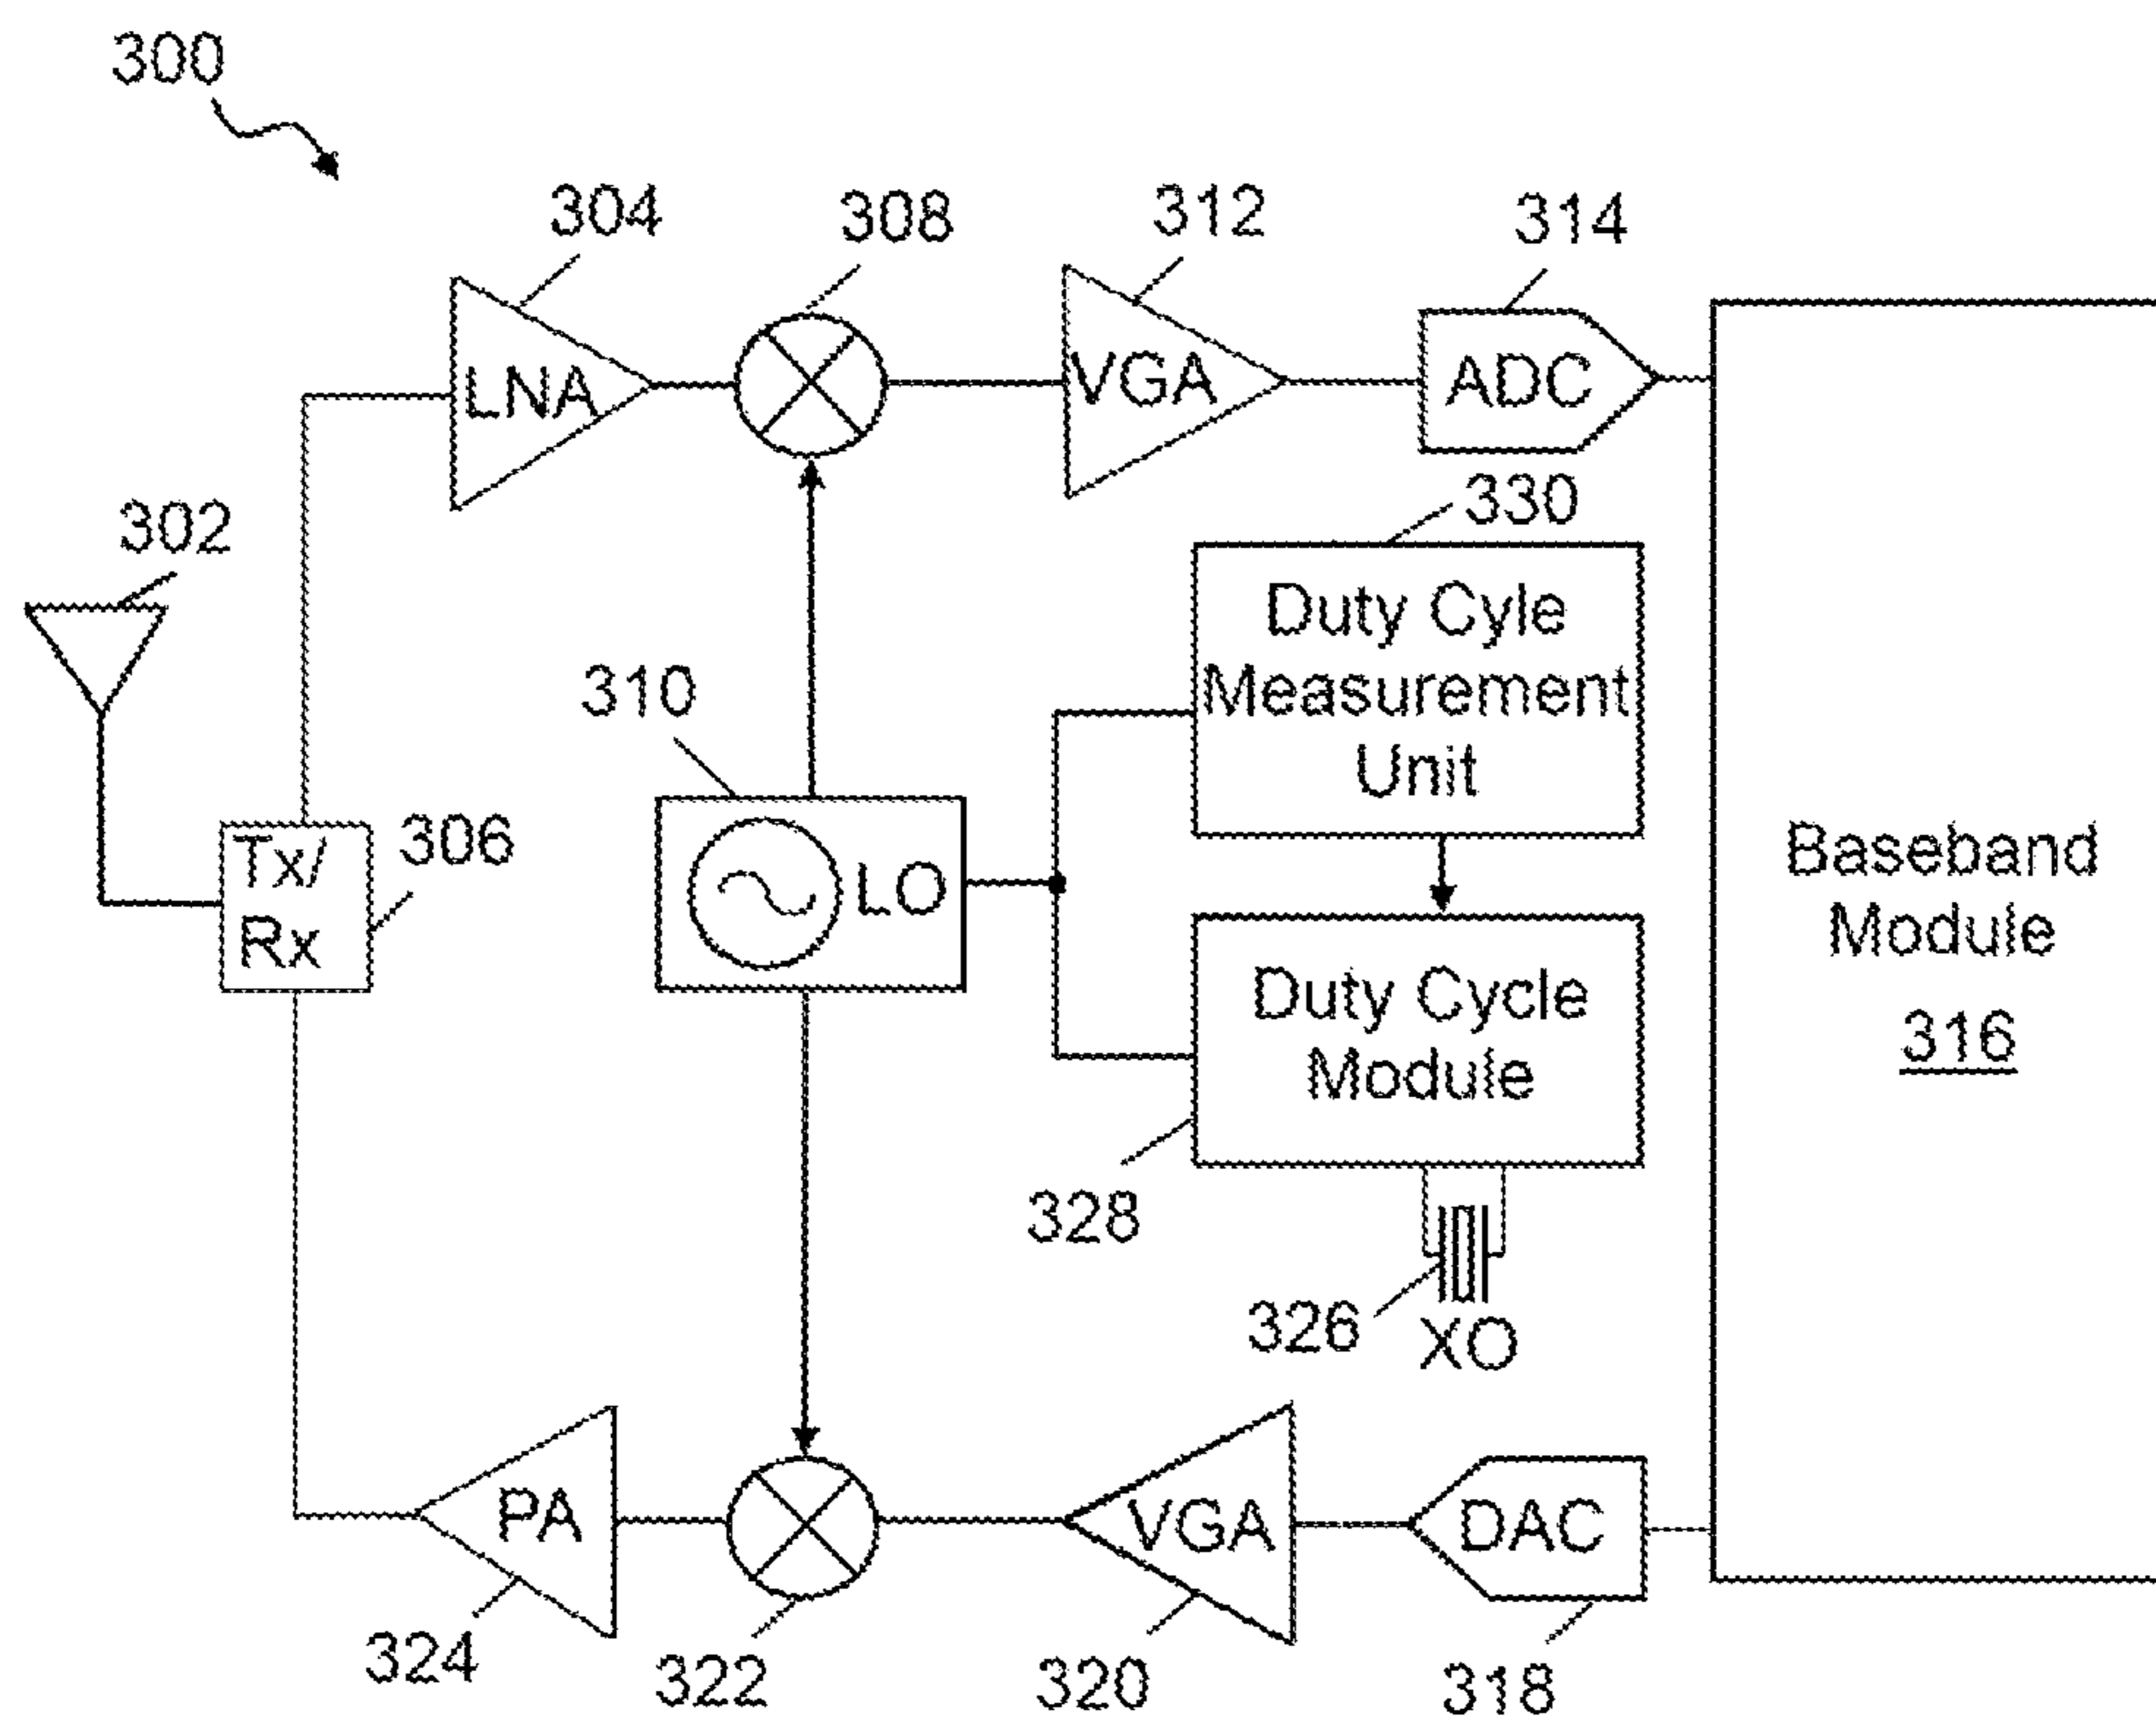 300
304
308
312
314
LNA
VGA
ADC
302
330
Duty Cyle
Measurement
Unit
310
306
Tx/
Rx
LO
Baseband
Module
316
Duty Cycle
Module
328
326
XO
PA
VGA
DAC
324
322
320
318